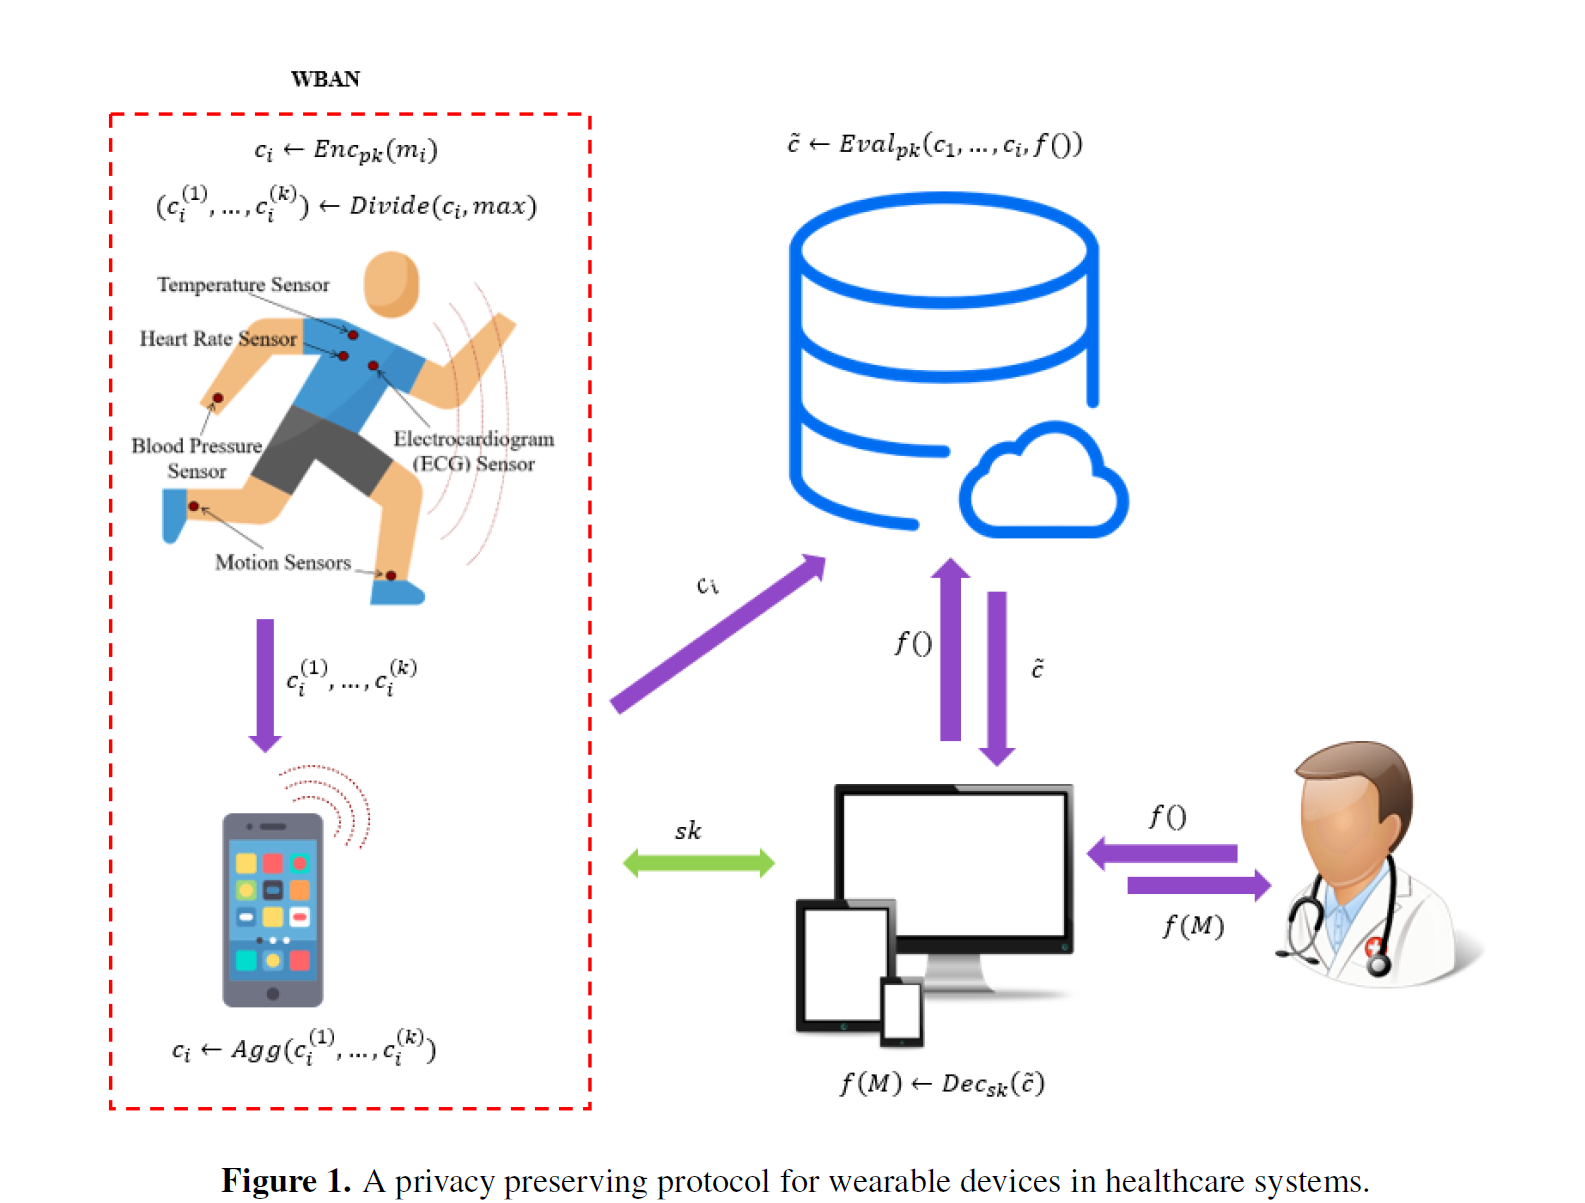 WBAN
c_i ← Enc_pk(m_i)
(c_i^(1), ..., c_i^(k)) ← Divide(c_i, max)
Temperature Sensor
Heart Rate Sensor
Blood Pressure
Sensor
Electrocardiogram
(ECG) Sensor
Motion Sensors
c_i^(1), ..., c_i^(k)
c_i ← Agg(c_i^(1), ..., c_i^(k))
c̃ ← Eval_pk(c_1, ..., c_i, f())
c_i
f()
c̃
sk
f()
f(M)
f(M) ← Dec_sk(c̃)
Figure 1. A privacy preserving protocol for wearable devices in healthcare systems.